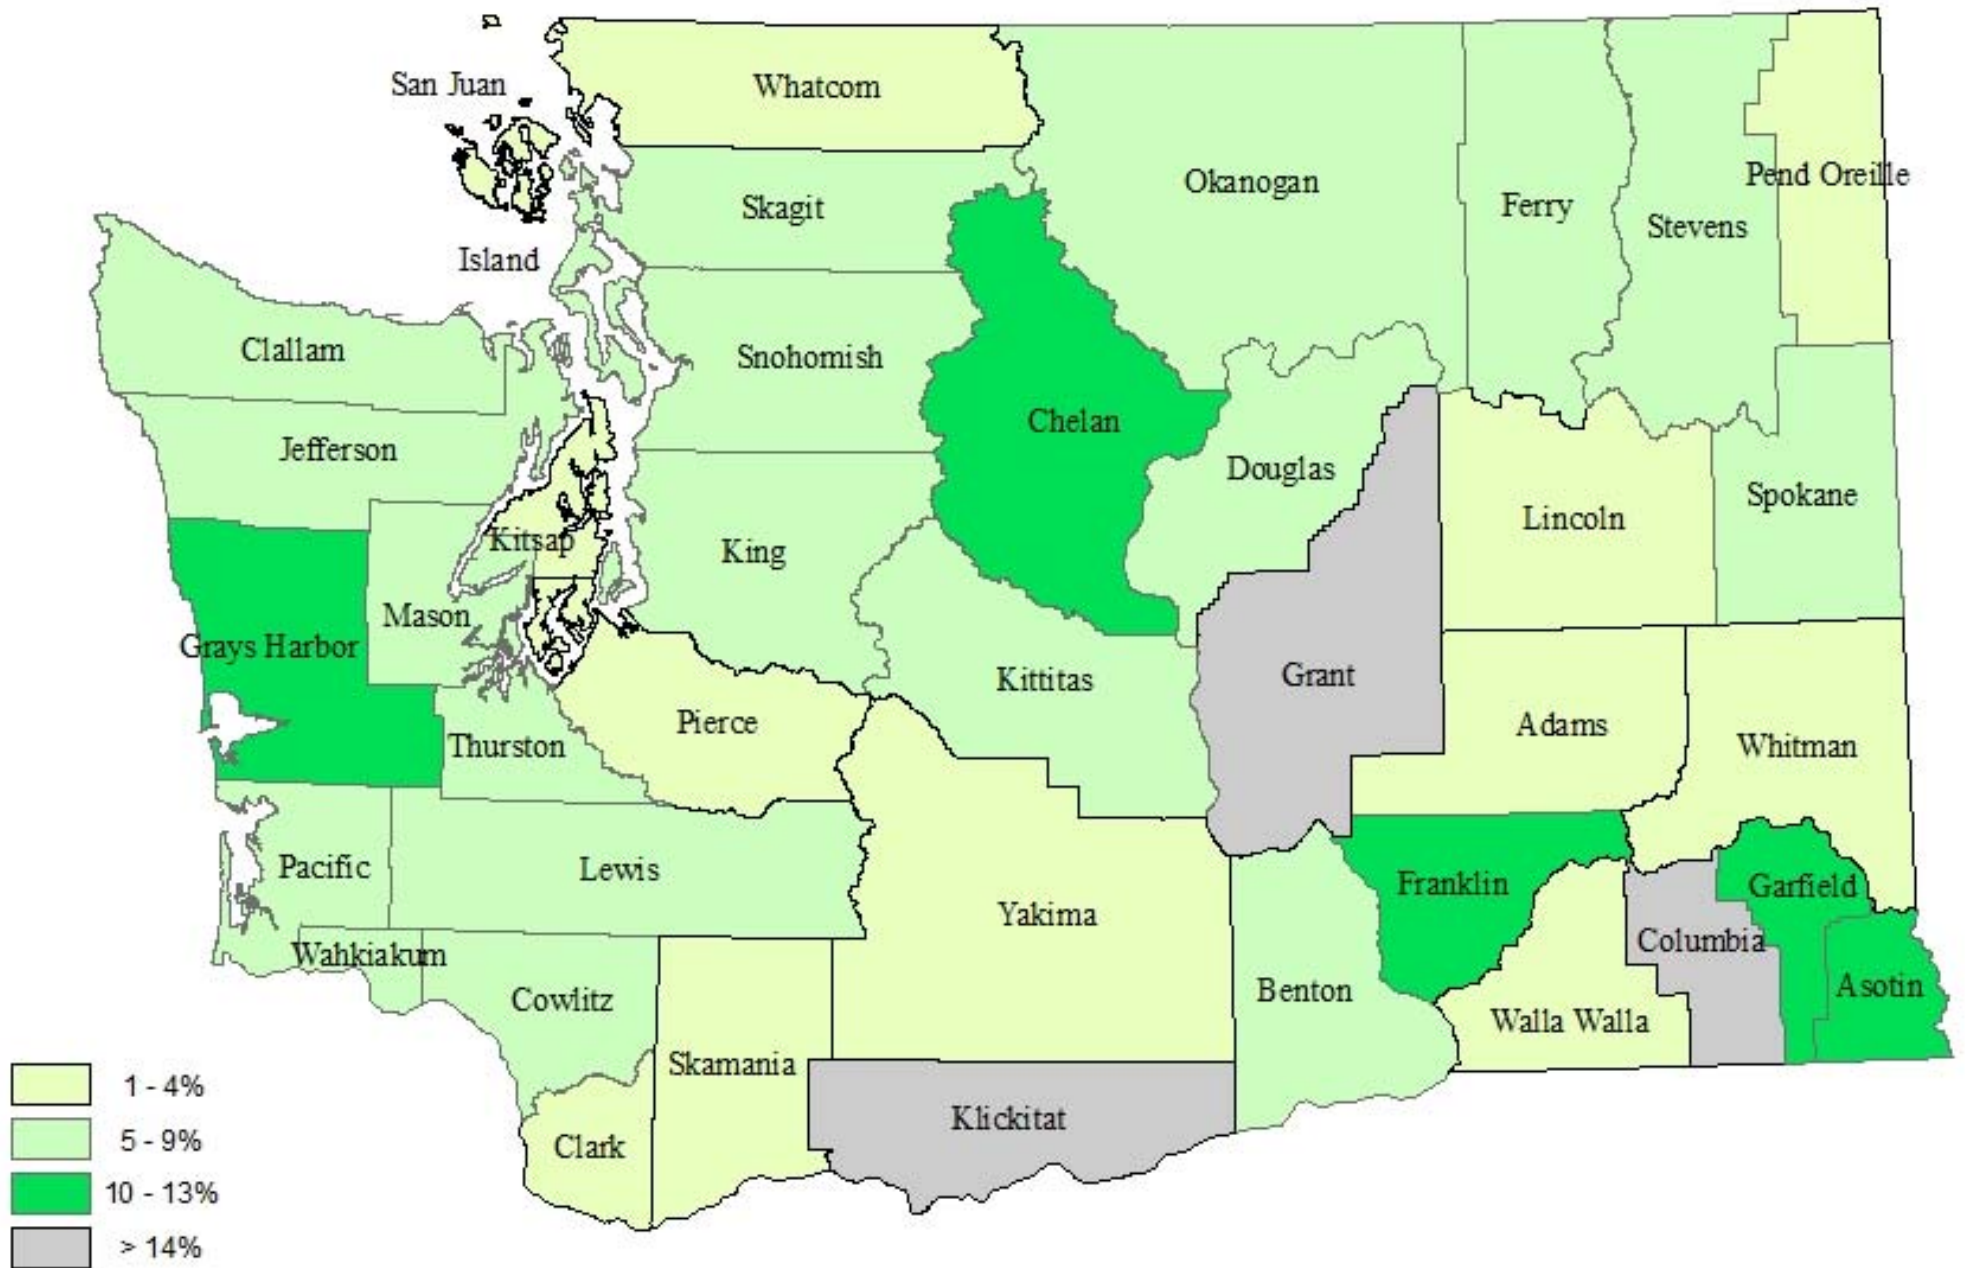 San Juan
Whatcom
Pend Oreille
Okanogan
Ferry
Skagit
Stevens
Island
Clallam
Snohomish
Chelan
Jefferson
Douglas
Spokane
Lincoln
Kitsap
King
Mason
Grays Harbor
Grant
Kittitas
Pierce
Adams
Thurston
Whitman
Pacific
Lewis
Franklin
Garfield
Yakima
Columbia
Wahkiakum
Asotin
Benton
Cowlitz
Walla Walla
Skamania
Klickitat
Clark
1 - 4%
5 - 9%
10 - 13%
> 14%